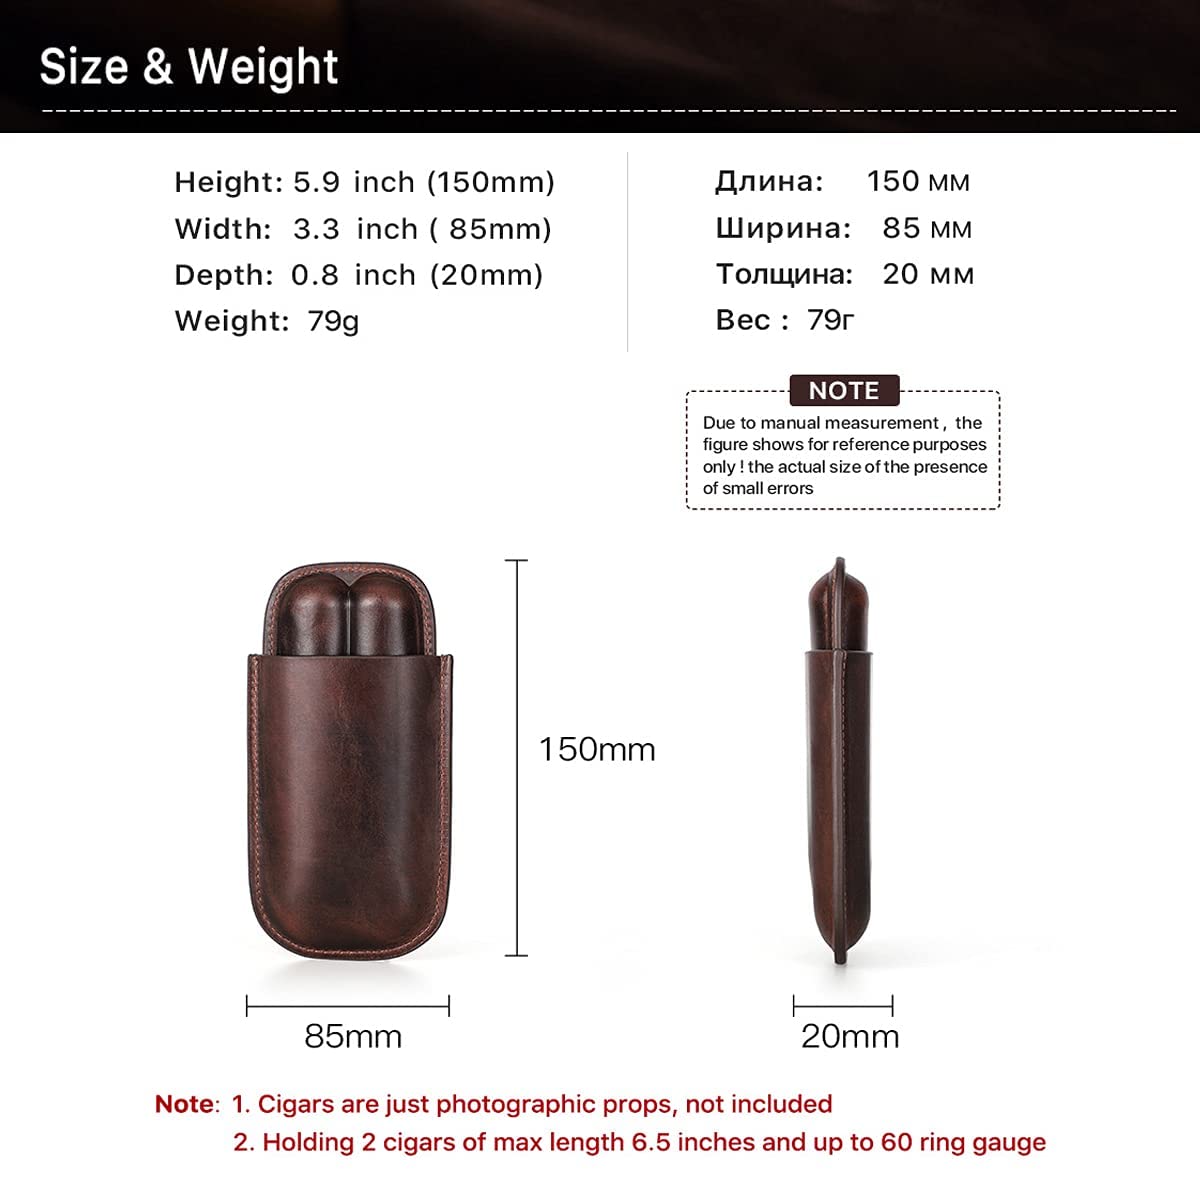 Size & Weight
Height: 5.9 inch (150mm)
Width: 3.3 inch ( 85mm)
Depth: 0.8 inch (20mm)
Weight: 79g
Длина: 150 мм
Ширина: 85 мм
Толщина: 20 мм
Вес : 79г
NOTE
Due to manual measurement , the
figure shows for reference purposes
only ! the actual size of the presence
of small errors
150mm
85mm
20mm
Note: 1. Cigars are just photographic props, not included
2. Holding 2 cigars of max length 6.5 inches and up to 60 ring gauge